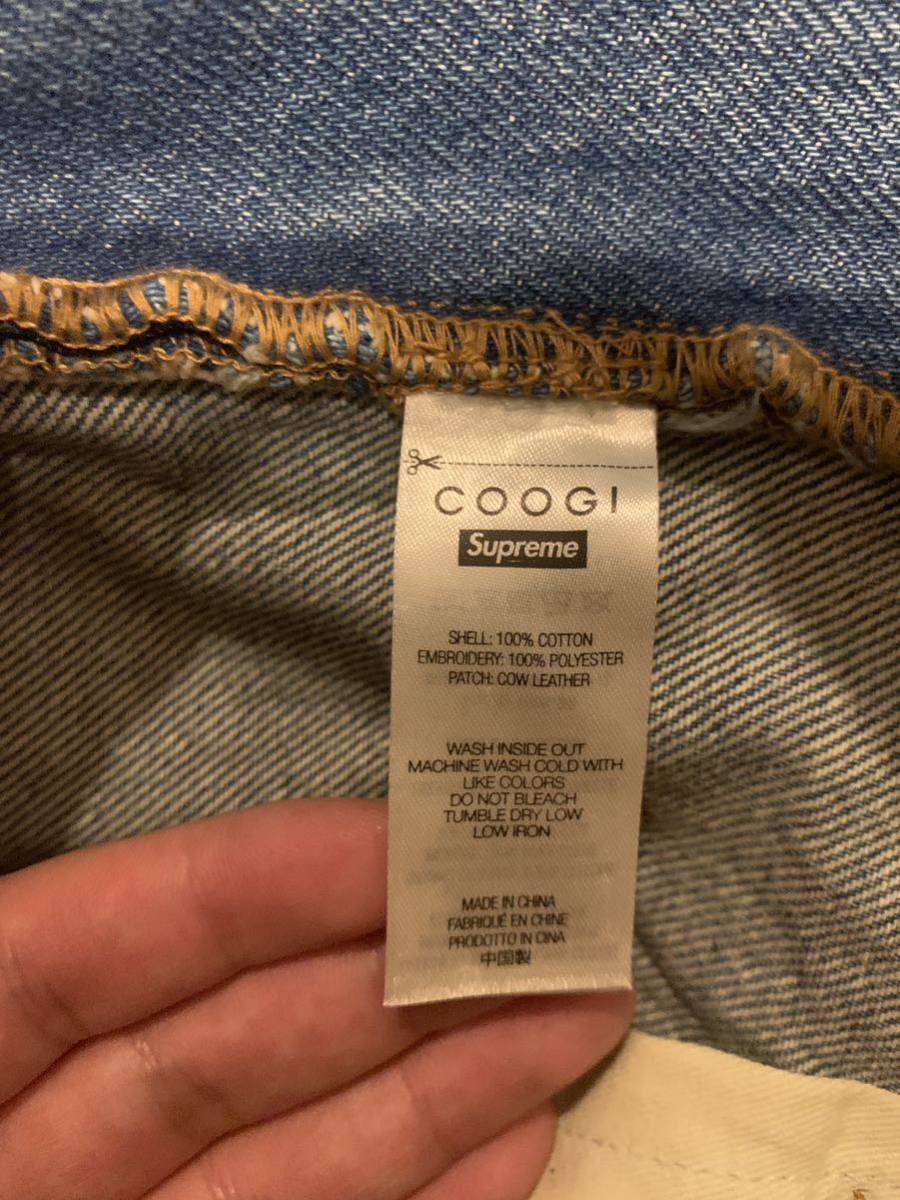 COOGI
Supreme
SHELL: 100% COTTON
EMBROIDERY: 100% POLYESTER
PATCH: COW LEATHER
WASH INSIDE OUT
MACHINE WASH COLD WITH
LIKE COLORS
DO NOT BLEACH
TUMBLE DRY LOW
LOW IRON
MADE IN CHINA
FABRIQUÉ EN CHINE
PRODOTTO IN CINA
中国製